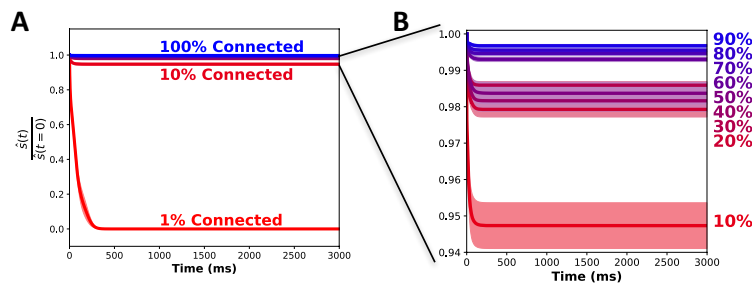 A
100% Connected
10% Connected
1% Connected
1.0
0.8
0.6
0.4
0.2
0.0
ŝ(t)
ŝ(t = 0)
0 500 1000 1500 2000 2500 3000
Time (ms)
B
1.00
0.99
0.98
0.97
0.96
0.95
0.94
90%
80%
70%
60%
50%
40%
30%
20%
10%
0 500 1000 1500 2000 2500 3000
Time (ms)